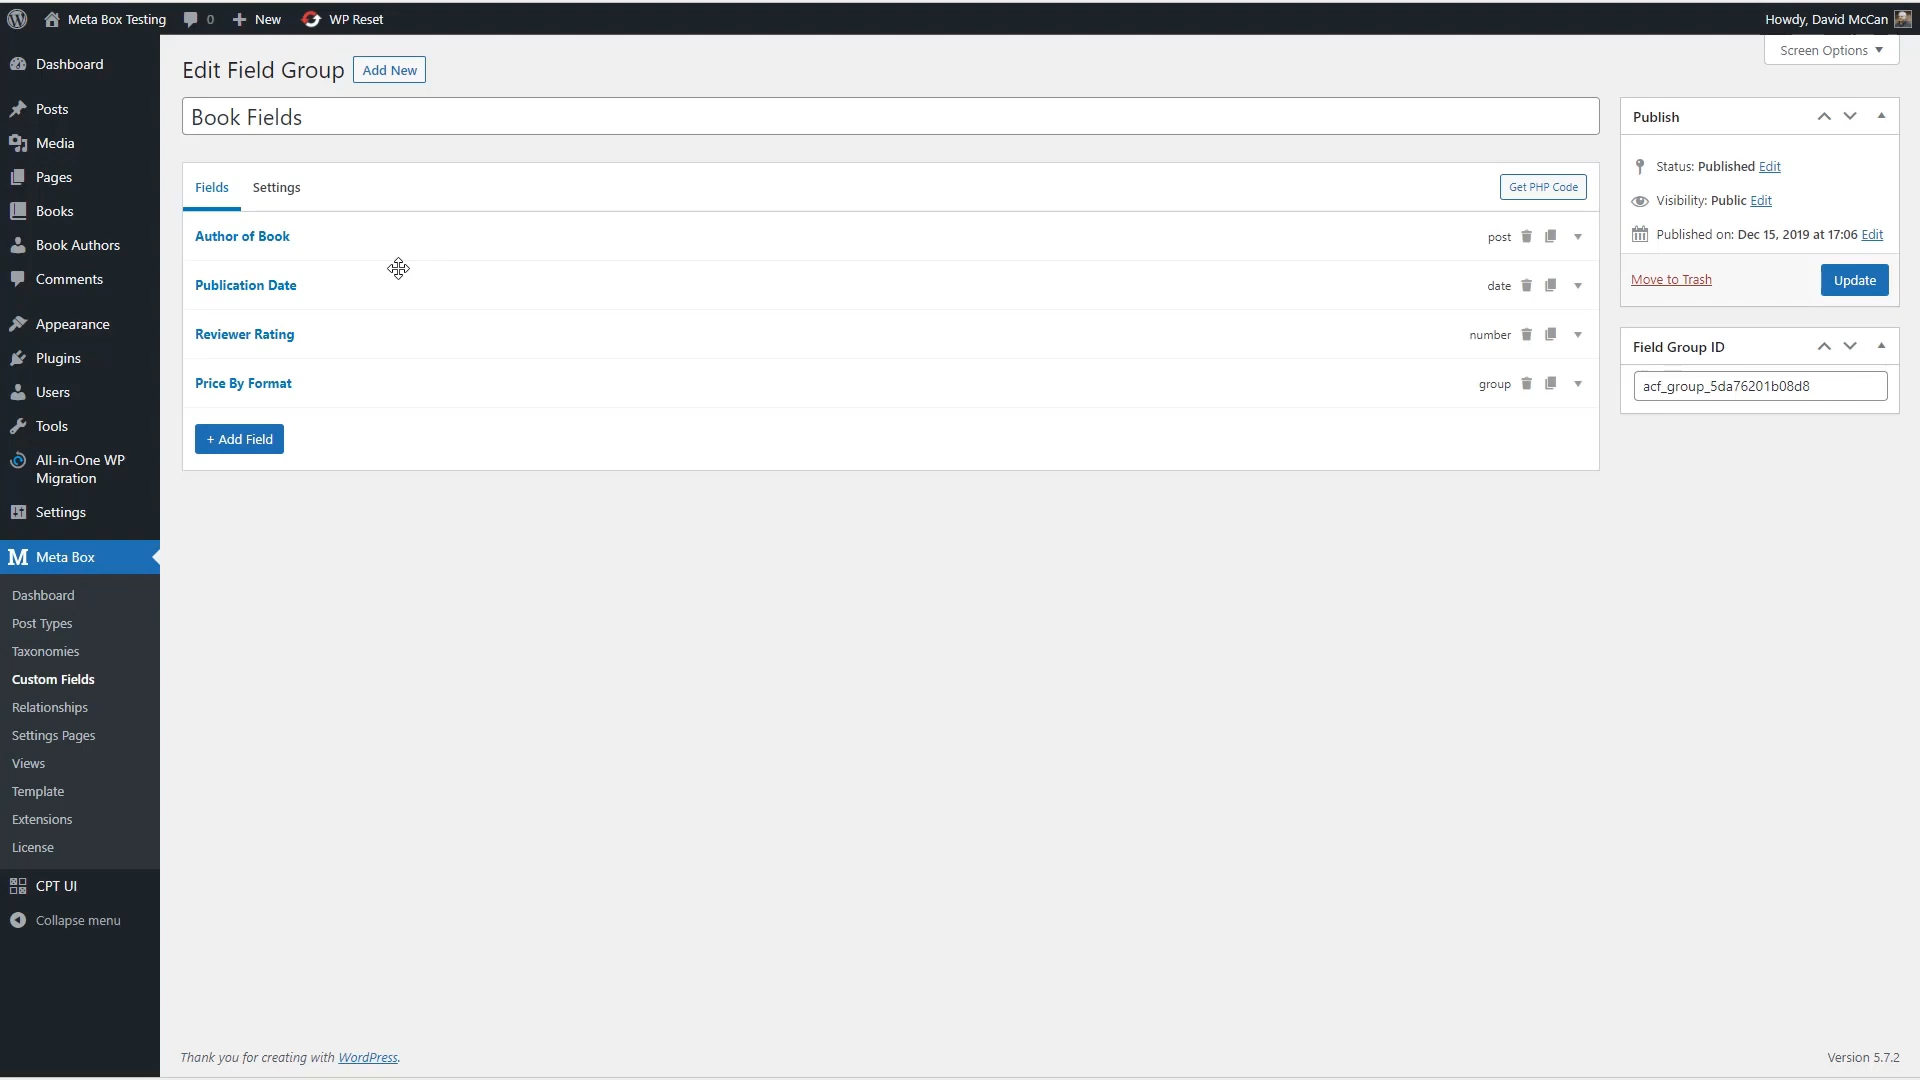 Meta Box Testing 0 New WP Reset Howdy, David McCan
Screen Options
Dashboard
Posts
Media
Pages
Books
Book Authors
Comments
Appearance
Plugins
Users
Tools
All-in-One WP
Migration
Settings
Meta Box
Dashboard
Post Types
Taxonomies
Custom Fields
Relationships
Settings Pages
Views
Template
Extensions
License
CPT UI
Collapse menu
Edit Field Group Add New
Book Fields
Fields Settings Get PHP Code
Author of Book post
Publication Date date
Reviewer Rating number
Price By Format group
+ Add Field
Publish
Status: Published Edit
Visibility: Public Edit
Published on: Dec 15, 2019 at 17:06 Edit
Move to Trash Update
Field Group ID
acf_group_5da76201b08d8
Thank you for creating with WordPress. Version 5.7.2